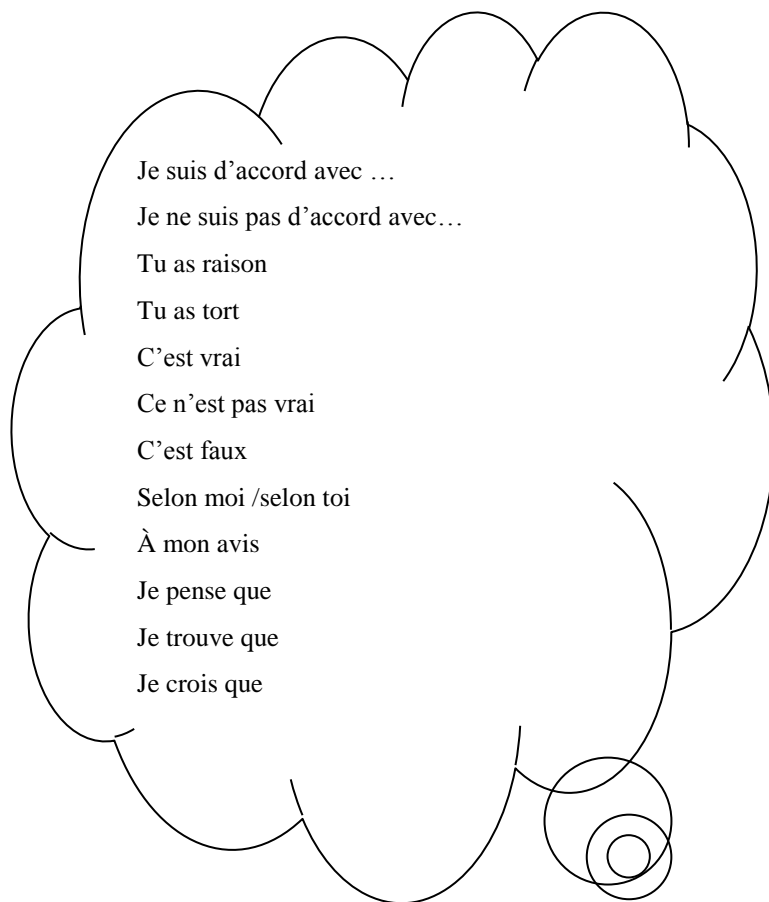 Je suis d’accord avec …
Je ne suis pas d’accord avec…
Tu as raison
Tu as tort
C’est vrai
Ce n’est pas vrai
C’est faux
Selon moi /selon toi
À mon avis
Je pense que
Je trouve que
Je crois que